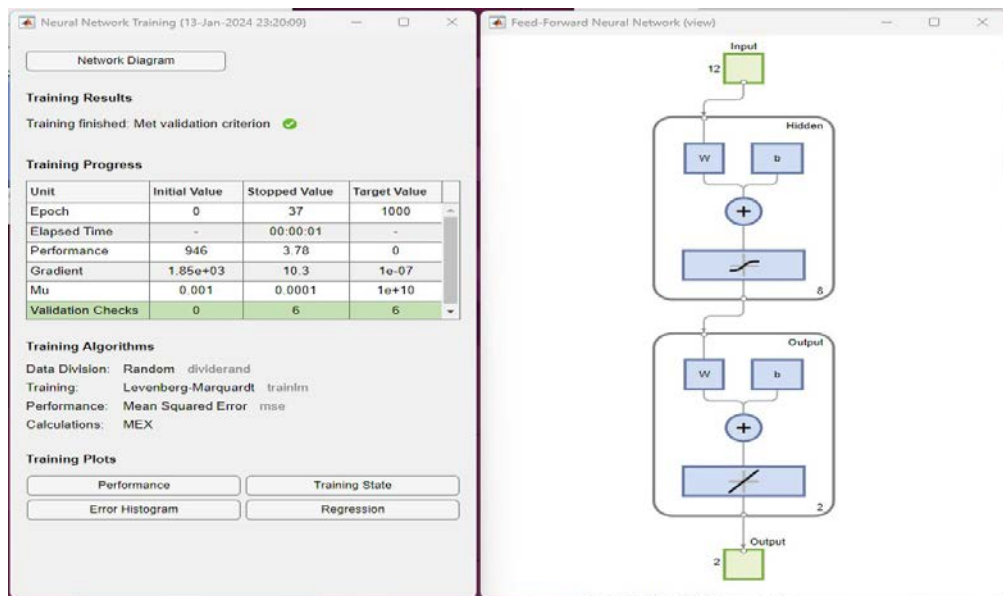 Neural Network Training (13-Jan-2024 23:20:09)
Network Diagram
Training Results
Training finished: Met validation criterion
Training Progress
Unit Initial Value Stopped Value Target Value
Epoch 0 37 1000
Elapsed Time - 00:00:01 -
Performance 946 3.78 0
Gradient 1.85e+03 10.3 1e-07
Mu 0.001 0.0001 1e+10
Validation Checks 0 6 6
Training Algorithms
Data Division: Random dividerand
Training: Levenberg-Marquardt trainlm
Performance: Mean Squared Error mse
Calculations: MEX
Training Plots
Performance Training State
Error Histogram Regression
Feed-Forward Neural Network (view)
Input
12
Hidden
W b
+
8
Output
W b
+
2
Output
2